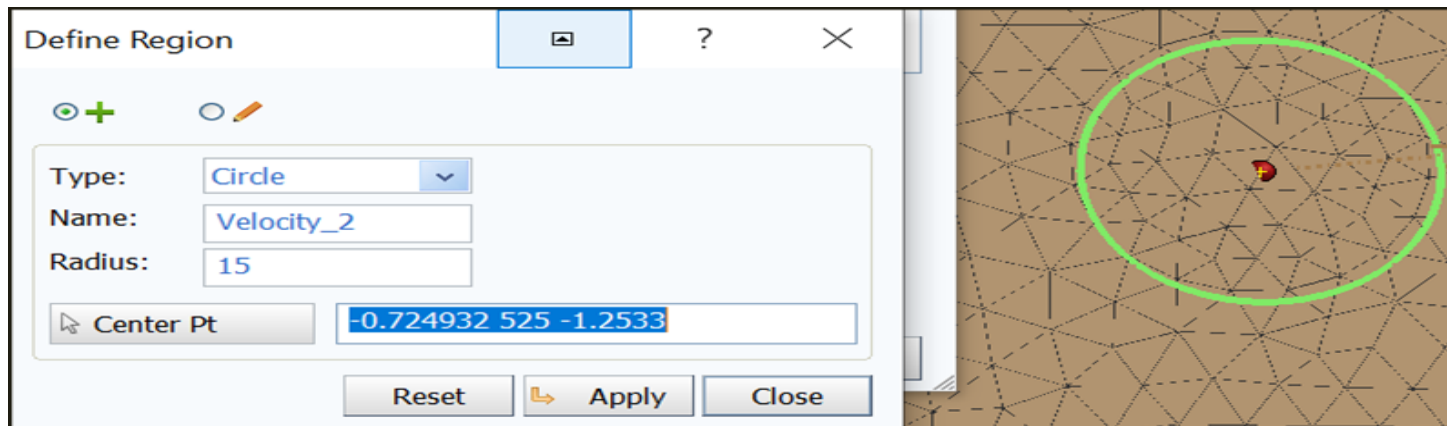 Define Region ?
Type: Circle
Name: Velocity_2
Radius: 15
Center Pt -0.724932 525 -1.2533
Reset Apply Close